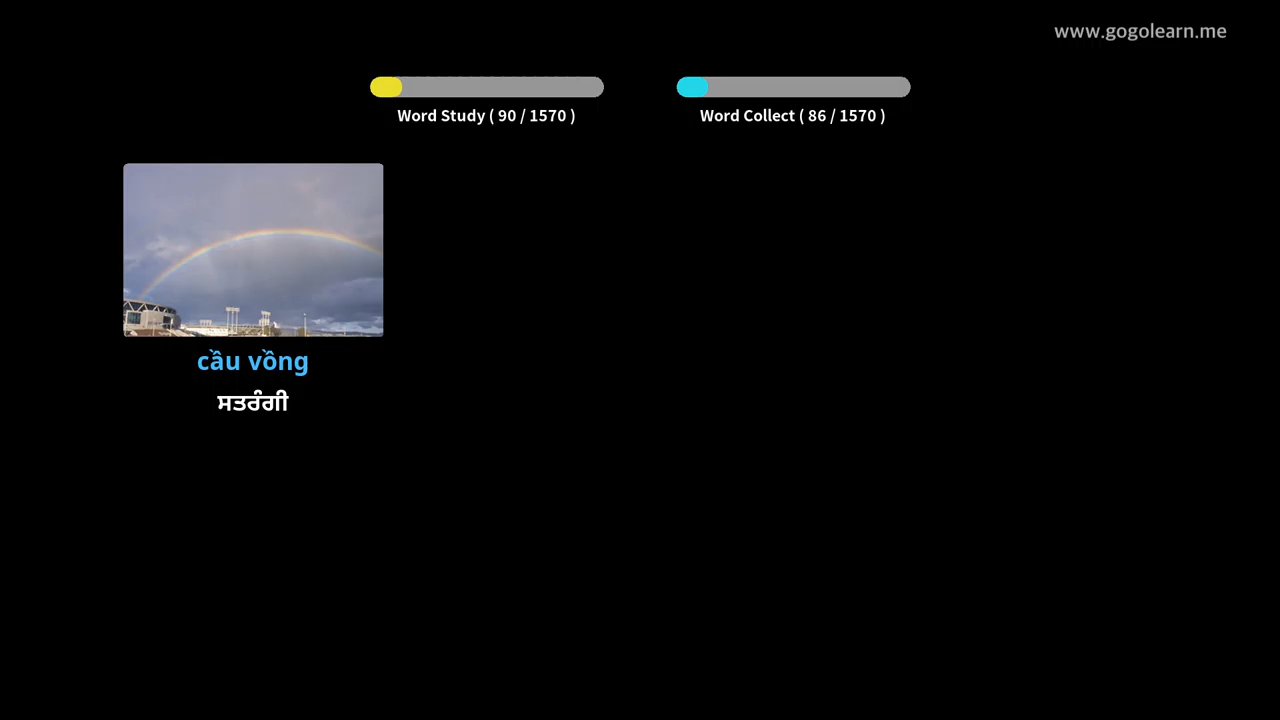 www.gogolearn.me
Word Study ( 90 / 1570 )
Word Collect ( 86 / 1570 )
cầu vồng
ਸਤਰੰਗੀ